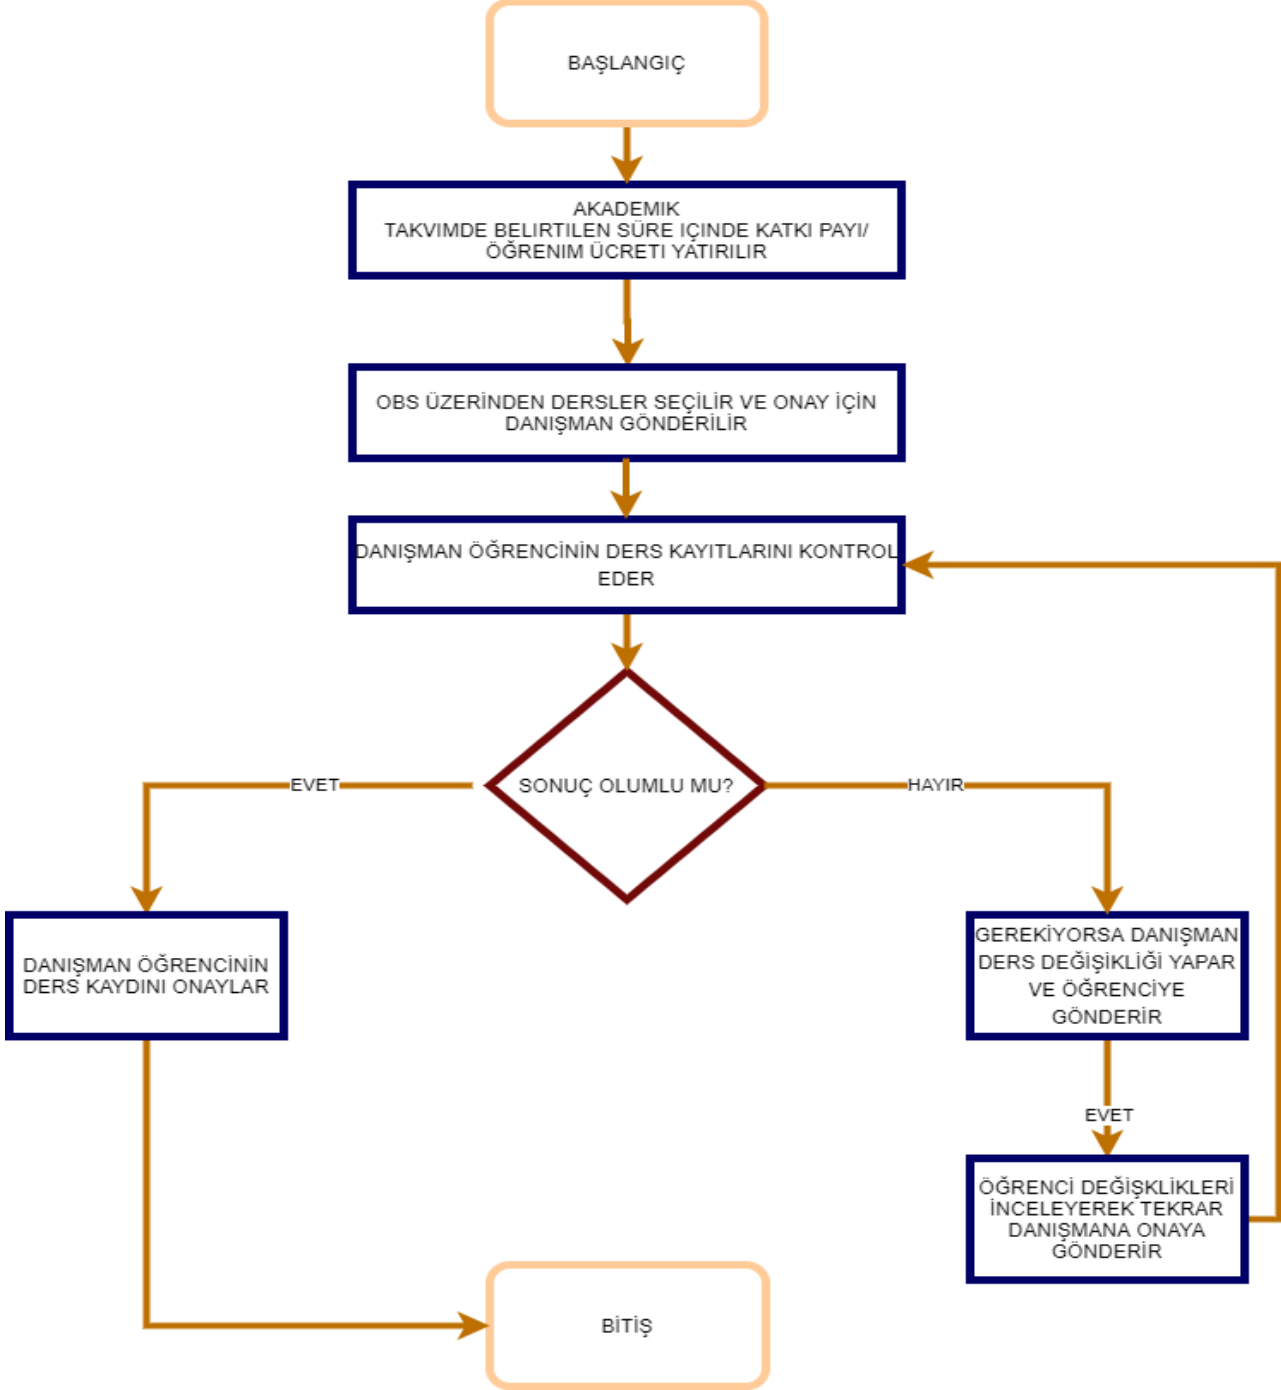 BAŞLANGIÇ
AKADEMIK
TAKVIMDE BELIRTILEN SÜRE IÇINDE KATKI PAYI/
ÖĞRENIM ÜCRETI YATIRILIR
OBS ÜZERİNDEN DERSLER SEÇİLİR VE ONAY İÇİN
DANIŞMAN GÖNDERİLİR
DANIŞMAN ÖĞRENCİNİN DERS KAYITLARINI KONTROL
EDER
SONUÇ OLUMLU MU?
EVET
HAYIR
DANIŞMAN ÖĞRENCİNİN
DERS KAYDINI ONAYLAR
GEREKİYORSA DANIŞMAN
DERS DEĞİŞİKLİĞİ YAPAR
VE ÖĞRENCİYE
GÖNDERİR
EVET
ÖĞRENCİ DEĞİŞKLİKLERİ
İNCELEYEREK TEKRAR
DANIŞMANA ONAYA
GÖNDERİR
BİTİŞ